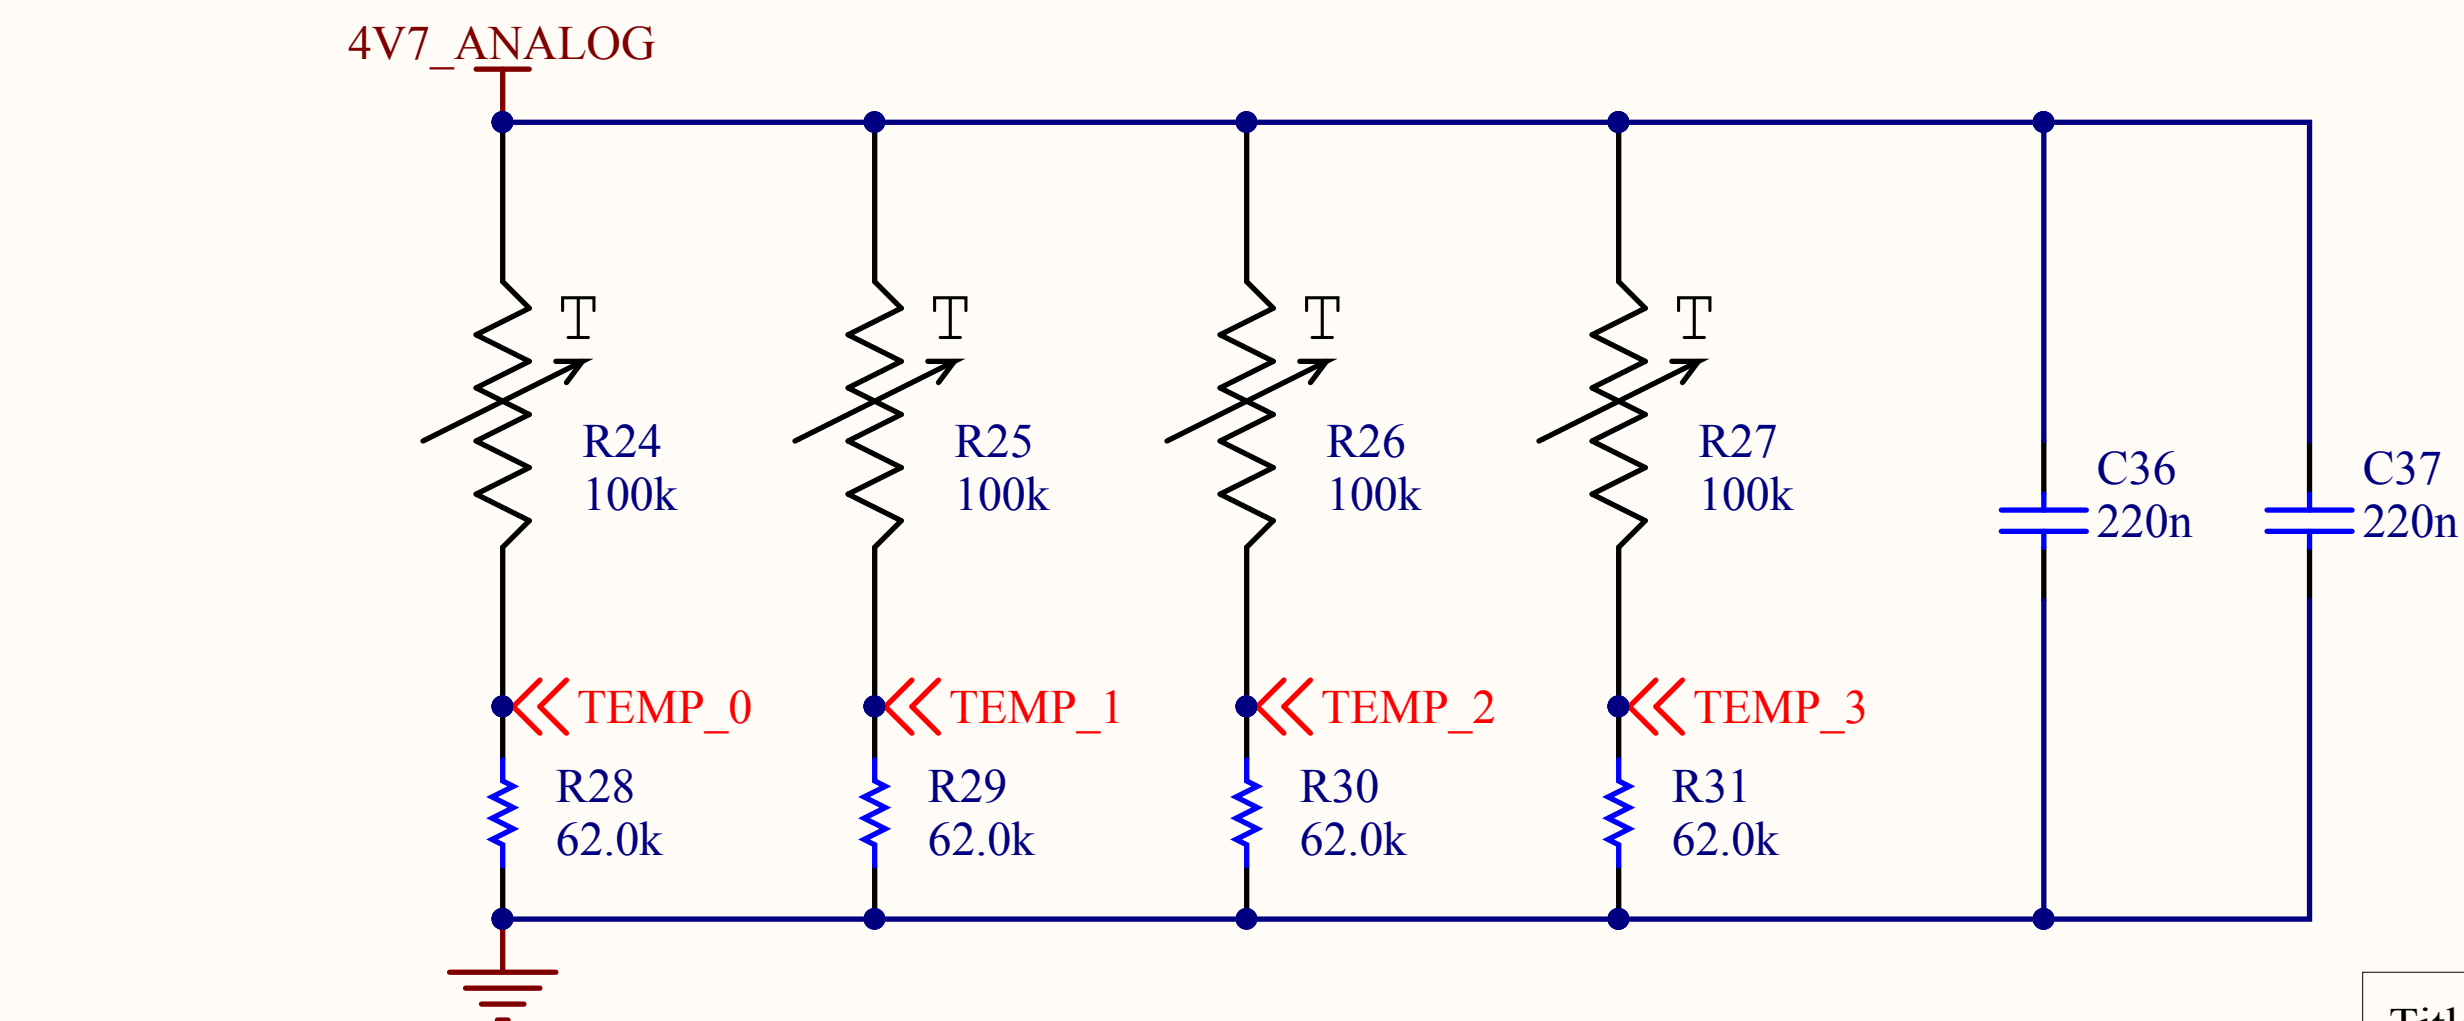 4V7_ANALOG
T
R24
100k
T
R25
100k
T
R26
100k
T
R27
100k
C36
220n
C37
220n
TEMP_0
TEMP_1
TEMP_2
TEMP_3
R28
62.0k
R29
62.0k
R30
62.0k
R31
62.0k